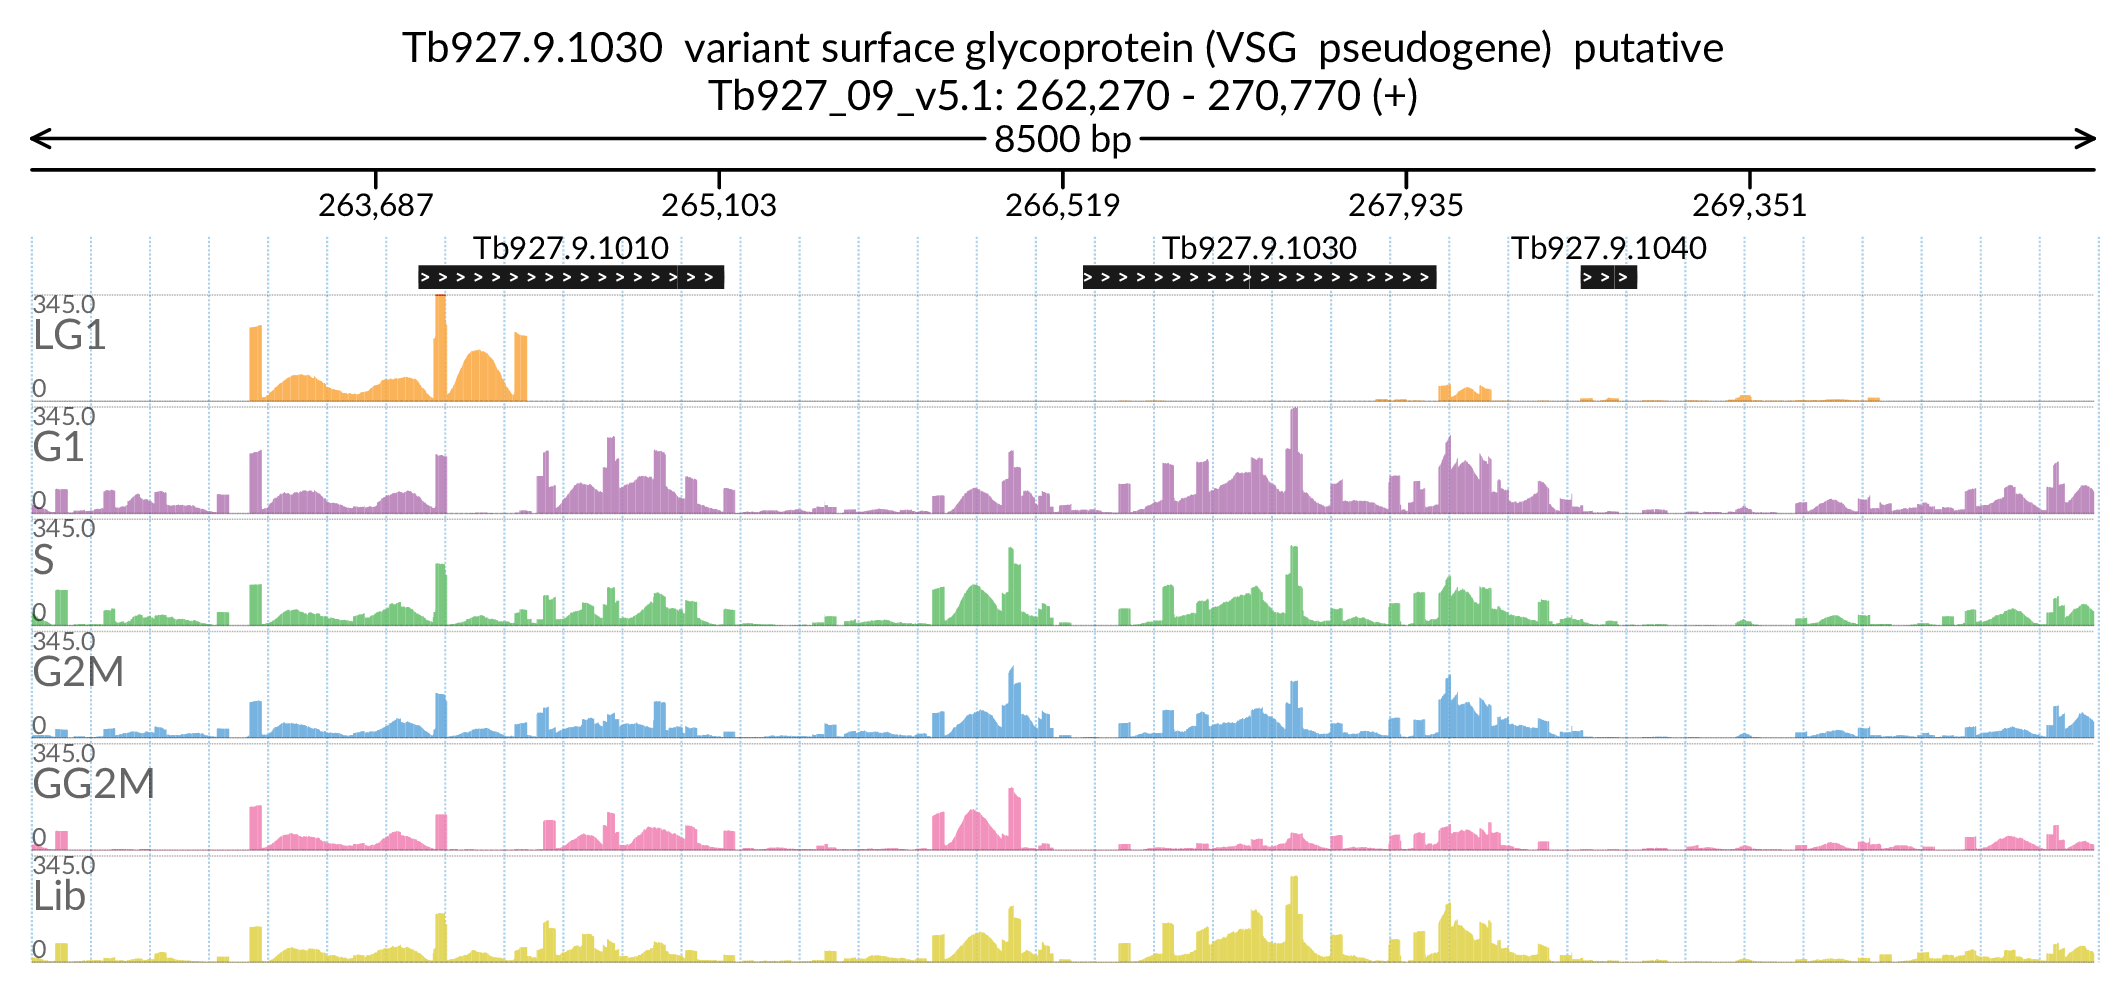 Tb927.9.1030 variant surface glycoprotein (VSG pseudogene) putative
Tb927_09_v5.1: 262,270 - 270,770 (+)
8500 bp
263,687 265,103 266,519 267,935 269,351
Tb927.9.1010 Tb927.9.1030 Tb927.9.1040
345.0
LG1
0
345.0
G1
0
345.0
S
0
345.0
G2M
0
345.0
GG2M
0
345.0
Lib
0